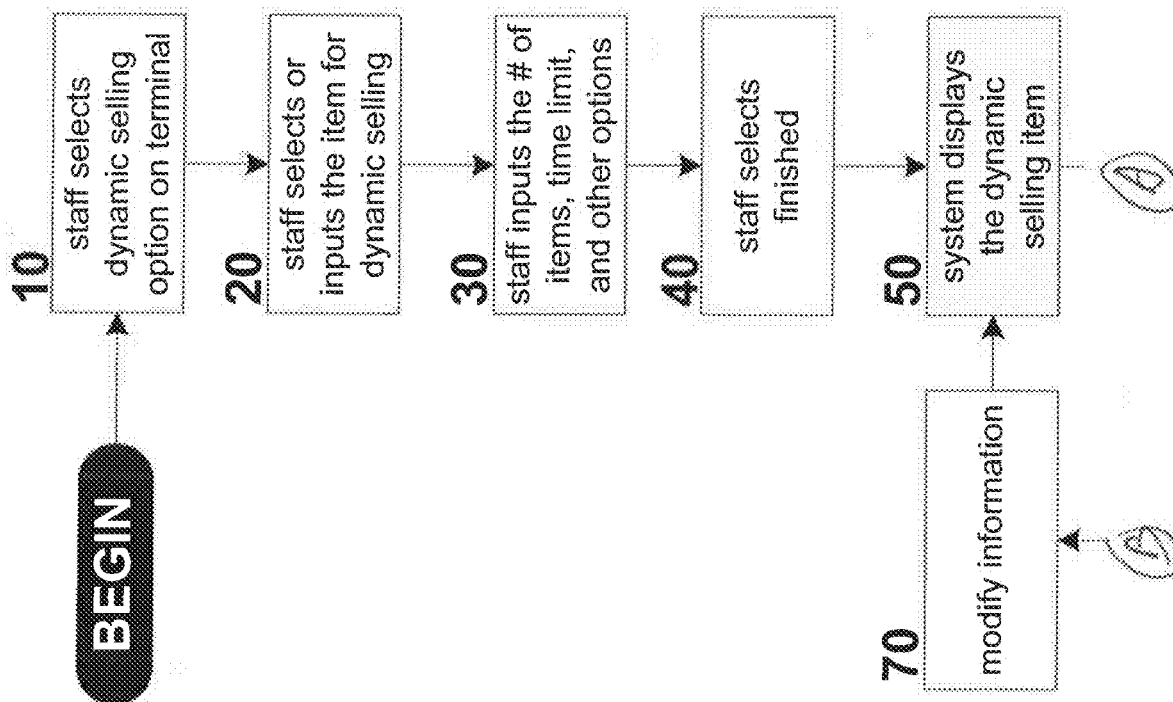 BEGIN
10
staff selects
dynamic selling
option on terminal
20
staff selects or
inputs the item for
dynamic selling
30
staff inputs the # of
items, time limit,
and other options
40
staff selects
finished
50
system displays
the dynamic
selling item
70
modify information
A